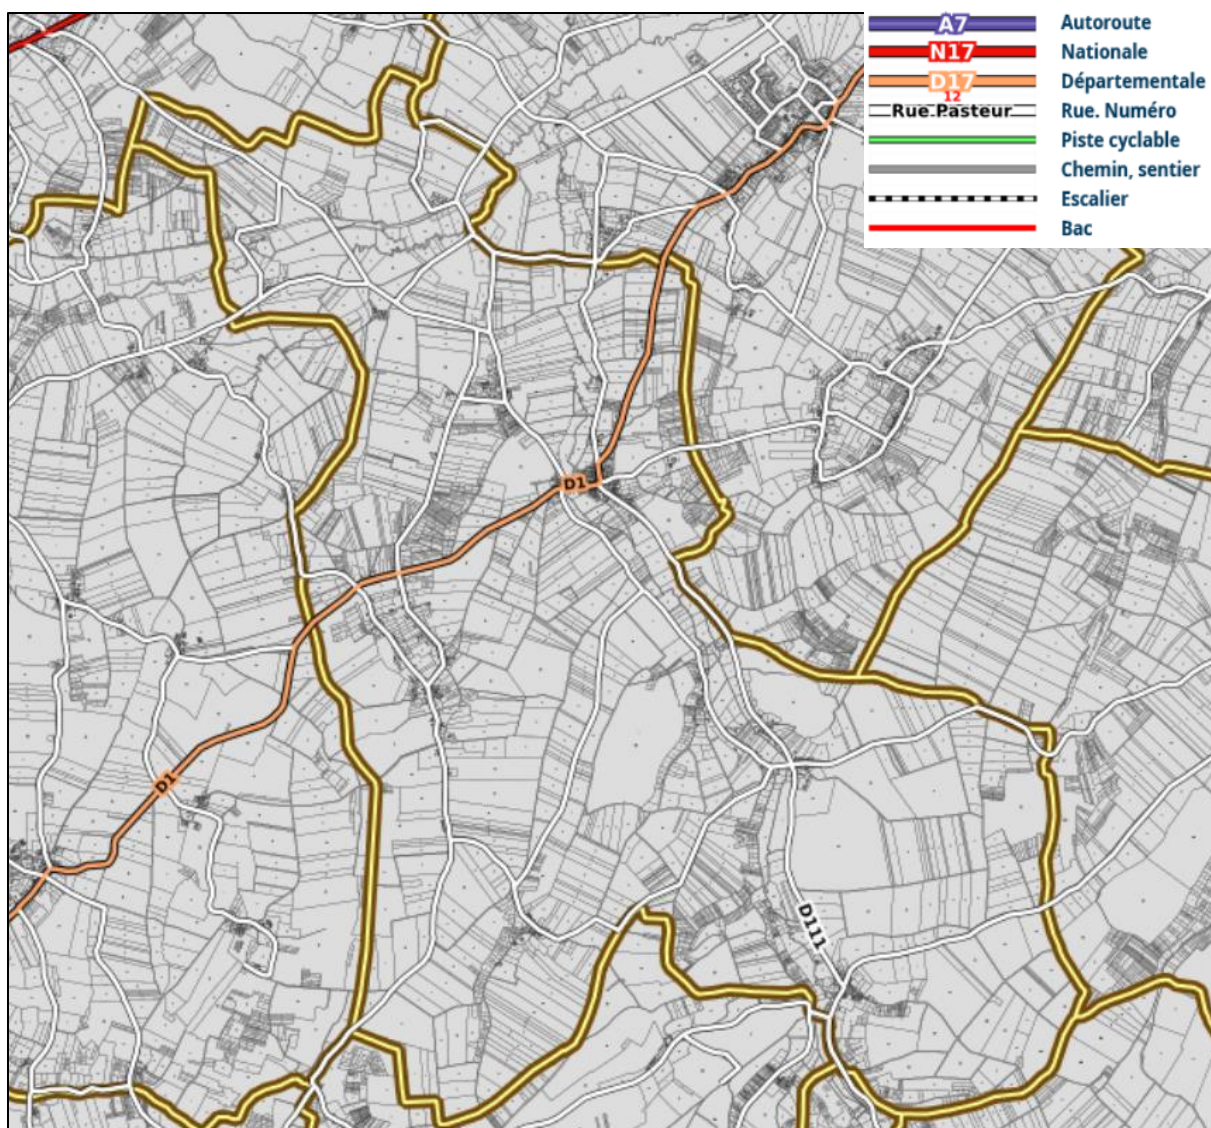 A7 Autoroute
N17 Nationale
D17 Départementale
12
Rue Pasteur Rue. Numéro
Piste cyclable
Chemin, sentier
Escalier
Bac
D1
D1
D111